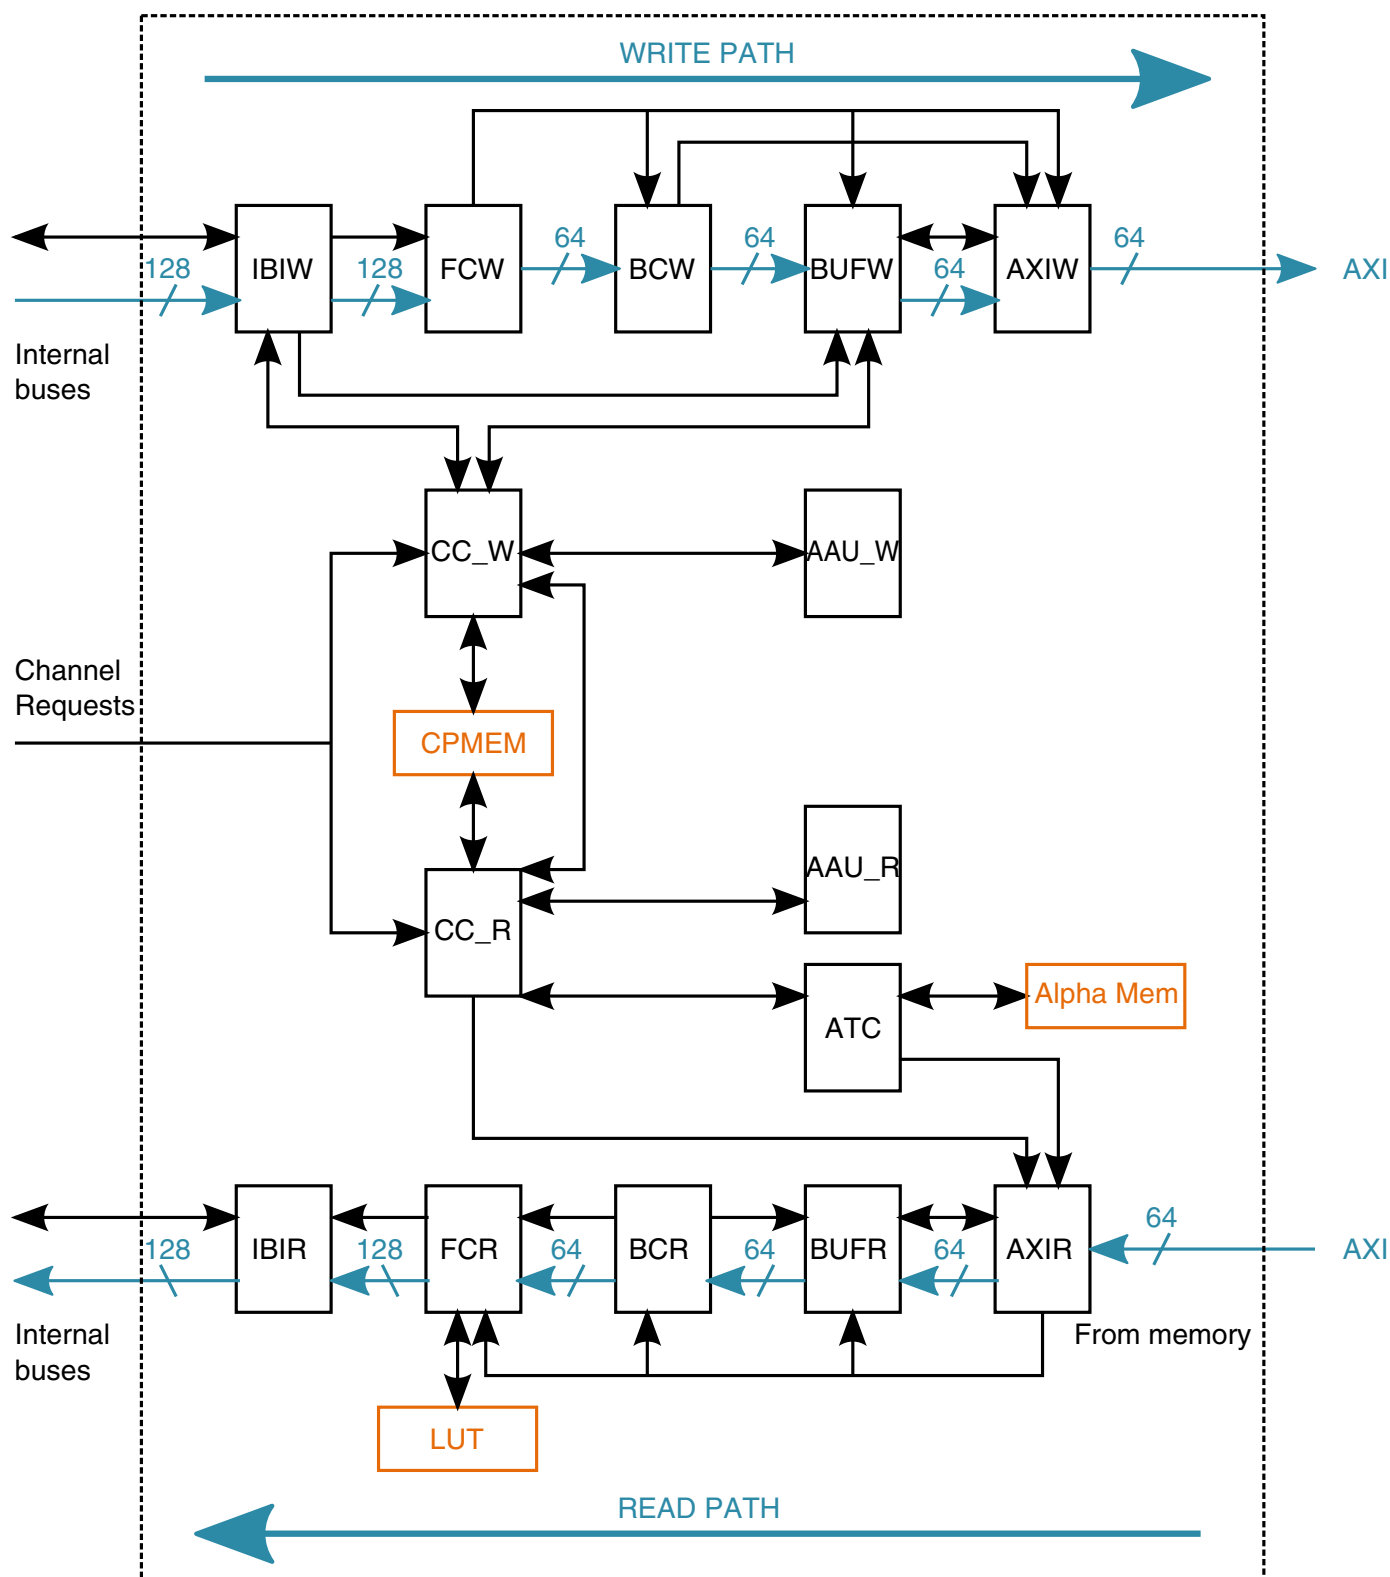 WRITE PATH
128
128
64
64
64
64
IBIW
FCW
BCW
BUFW
AXIW
AXI
Internal
buses
CC_W
AAU_W
Channel
Requests
CPMEM
AAU_R
CC_R
Alpha Mem
ATC
128
128
64
64
64
64
IBIR
FCR
BCR
BUFR
AXIR
AXI
Internal
buses
From memory
LUT
READ PATH